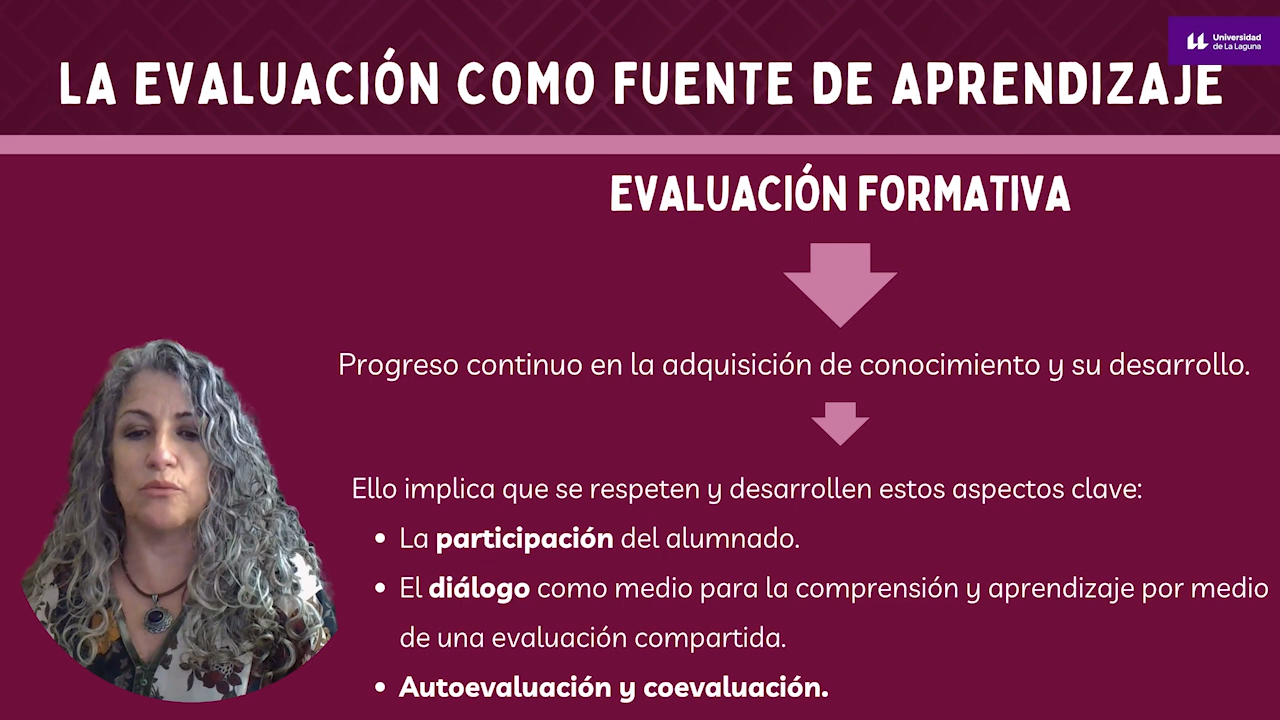 Universidad
de La Laguna
LA EVALUACIÓN COMO FUENTE DE APRENDIZAJE
EVALUACIÓN FORMATIVA
Progreso continuo en la adquisición de conocimiento y su desarrollo.
Ello implica que se respeten y desarrollen estos aspectos clave:
• La participación del alumnado.
• El diálogo como medio para la comprensión y aprendizaje por medio
de una evaluación compartida.
• Autoevaluación y coevaluación.